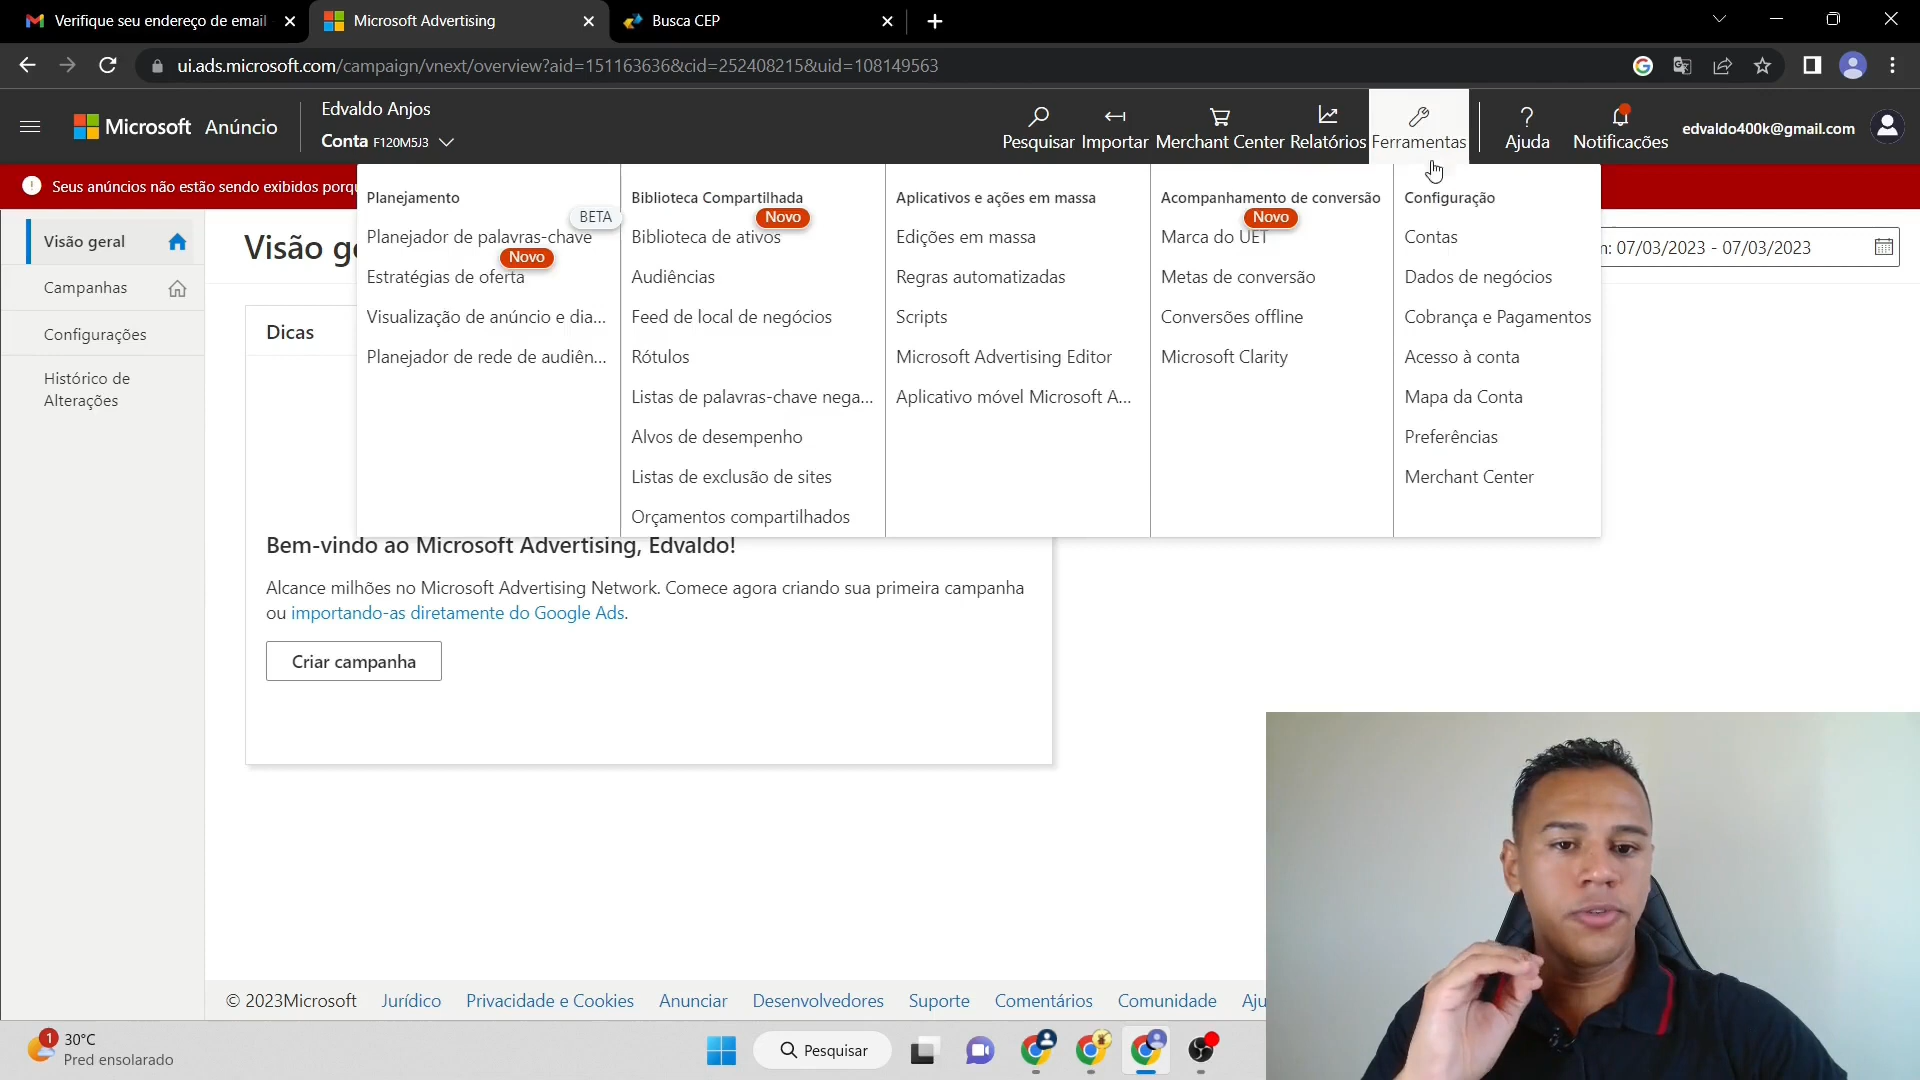 Verifique seu endereço de email
Microsoft Advertising
Busca CEP
ui.ads.microsoft.com/campaign/vnext/overview?aid=151163636&cid=252408215&uid=108149563
Microsoft Anúncio
Edvaldo Anjos
Conta F120M5J3
Pesquisar
Importar
Merchant Center
Relatórios
Ferramentas
Ajuda
Notificações
edvaldo400k@gmail.com
Seus anúncios não estão sendo exibidos porqu
Visão geral
Campanhas
Configurações
Histórico de
Alterações
Visão ge
: 07/03/2023 - 07/03/2023
Dicas
Planejamento
BETA
Planejador de palavras-chave
Novo
Estratégias de oferta
Visualização de anúncio e dia...
Planejador de rede de audiên...
Biblioteca Compartilhada
Novo
Biblioteca de ativos
Audiências
Feed de local de negócios
Rótulos
Listas de palavras-chave nega...
Alvos de desempenho
Listas de exclusão de sites
Orçamentos compartilhados
Aplicativos e ações em massa
Edições em massa
Regras automatizadas
Scripts
Microsoft Advertising Editor
Aplicativo móvel Microsoft A...
Acompanhamento de conversão
Novo
Marca do UET
Metas de conversão
Conversões offline
Microsoft Clarity
Configuração
Contas
Dados de negócios
Cobrança e Pagamentos
Acesso à conta
Mapa da Conta
Preferências
Merchant Center
Bem-vindo ao Microsoft Advertising, Edvaldo!
Alcance milhões no Microsoft Advertising Network. Comece agora criando sua primeira campanha
ou importando-as diretamente do Google Ads.
Criar campanha
© 2023Microsoft
Jurídico
Privacidade e Cookies
Anunciar
Desenvolvedores
Suporte
Comentários
Comunidade
Aju
1
30°C
Pred ensolarado
Pesquisar